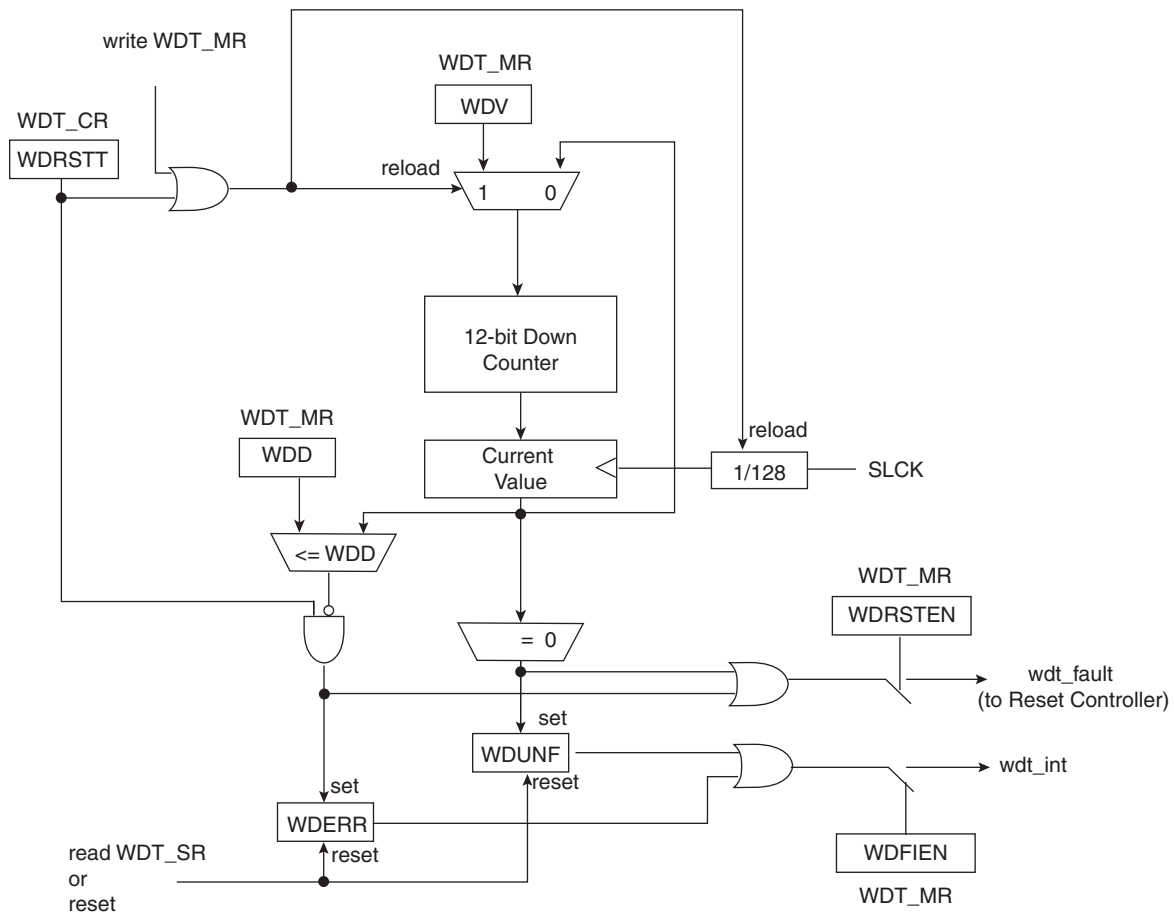 write WDT_MR
WDT_MR
WDV
WDT_CR
WDRSTT
reload
1 0
12-bit Down
Counter
WDT_MR
WDD
reload
Current
Value
1/128
SLCK
<= WDD
WDT_MR
= 0
WDRSTEN
wdt_fault
(to Reset Controller)
set
WDUNF
reset
wdt_int
set
WDERR
reset
read WDT_SR
or
reset
WDFIEN
WDT_MR